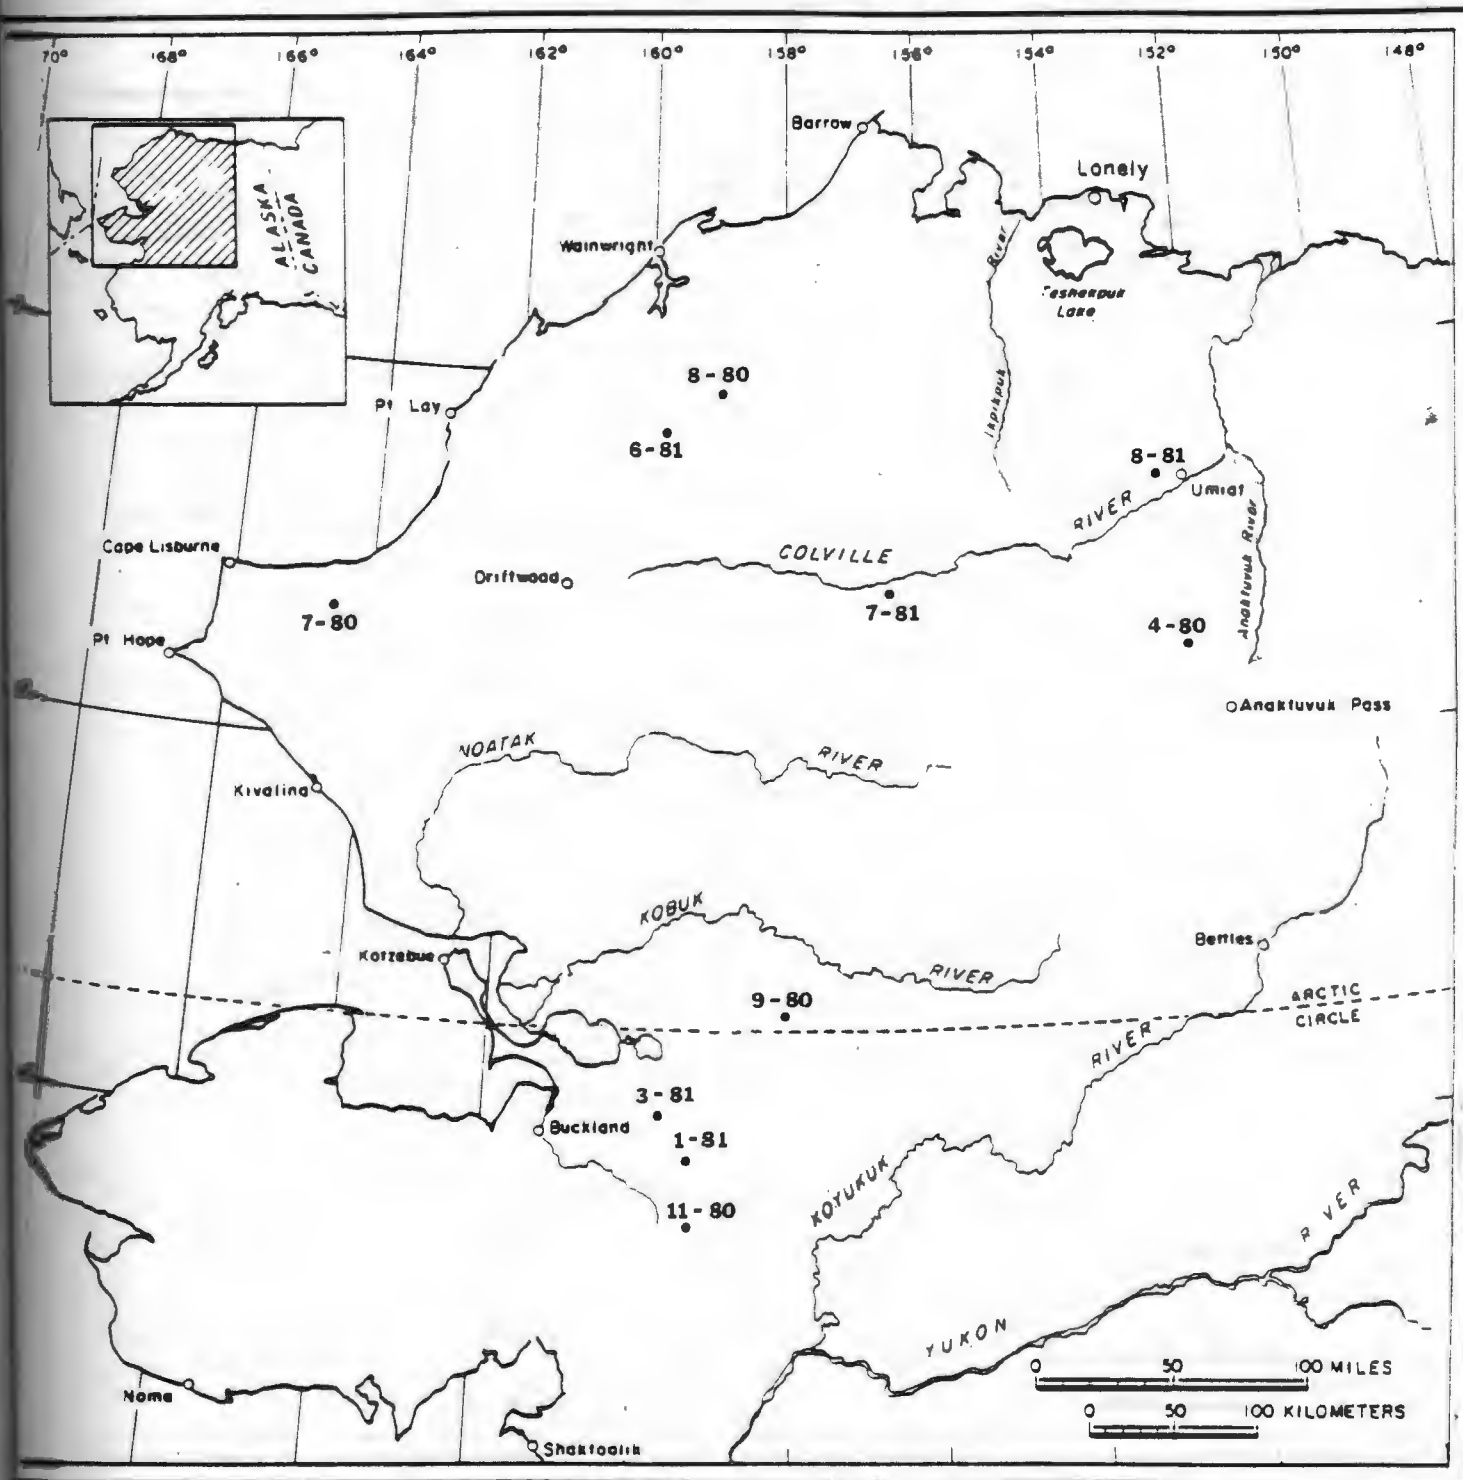 70° 168° 166° 164° 162° 160° 158° 156° 154° 152° 150° 148°
Barrow
Lonely
ALASKA
CANADA
Wainwright
River
Teshekpuk
Lake
8-80
Ikpikpuk
Pt Lay
6-81
8-81
Umiat
RIVER
Cape Lisburne
COLVILLE
Anaktuvuk River
Driftwood
7-80
7-81
4-80
Pt Hope
Anaktuvuk Pass
NOATAK
RIVER
Kivalina
KOBUK
Bettles
Kotzebue
RIVER
ARCTIC
CIRCLE
9-80
RIVER
3-81
Buckland
1-81
KOYUKUK
11-80
R VER
YUKON
0 50 100 MILES
Nome
0 50 100 KILOMETERS
Shaktoolik